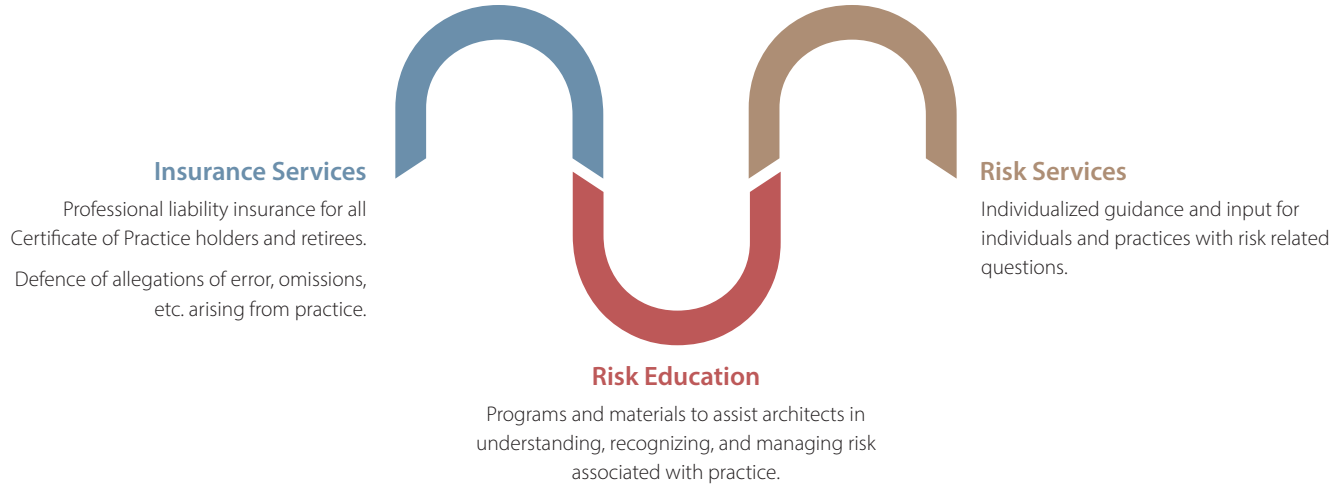 Insurance Services
Professional liability insurance for all
Certificate of Practice holders and retirees.
Defence of allegations of error, omissions,
etc. arising from practice.
Risk Education
Programs and materials to assist architects in
understanding, recognizing, and managing risk
associated with practice.
Risk Services
Individualized guidance and input for
individuals and practices with risk related
questions.